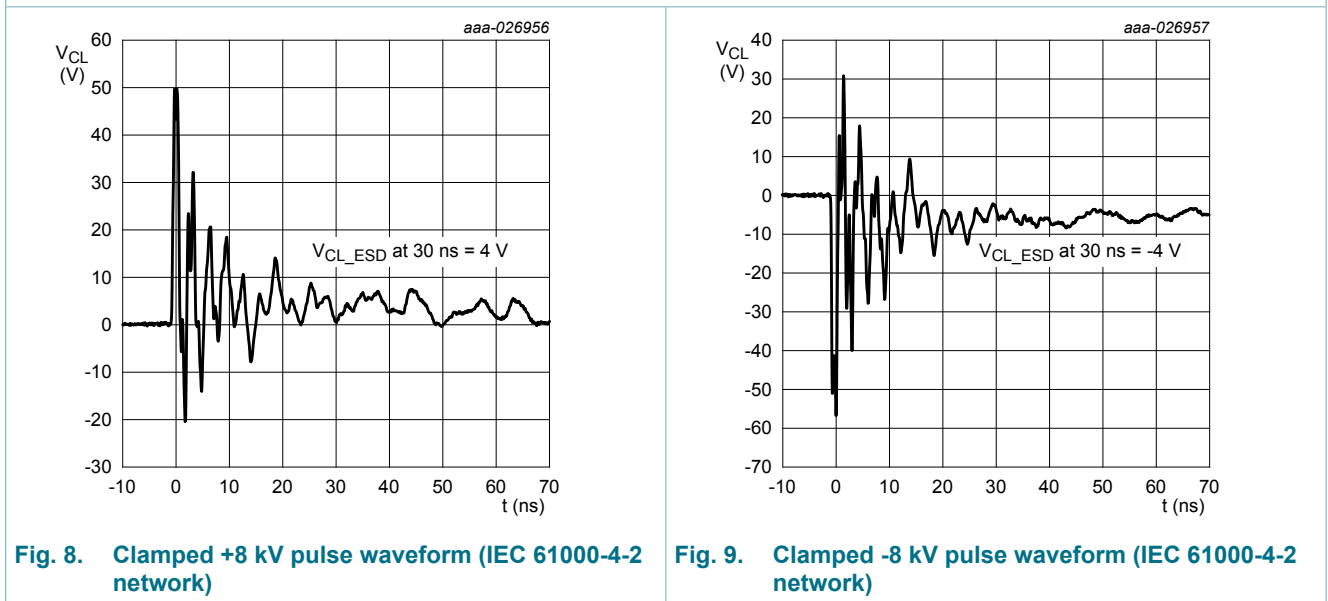 aaa-026956
V_CL
(V)
60
50
40
30
20
10
0
-10
-20
-30
V_CL_ESD at 30 ns = 4 V
-10 0 10 20 30 40 50 60 70
t (ns)
Fig. 8. Clamped +8 kV pulse waveform (IEC 61000-4-2
network)
aaa-026957
V_CL
(V)
40
30
20
10
0
-10
-20
-30
-40
-50
-60
-70
V_CL_ESD at 30 ns = -4 V
-10 0 10 20 30 40 50 60 70
t (ns)
Fig. 9. Clamped -8 kV pulse waveform (IEC 61000-4-2
network)